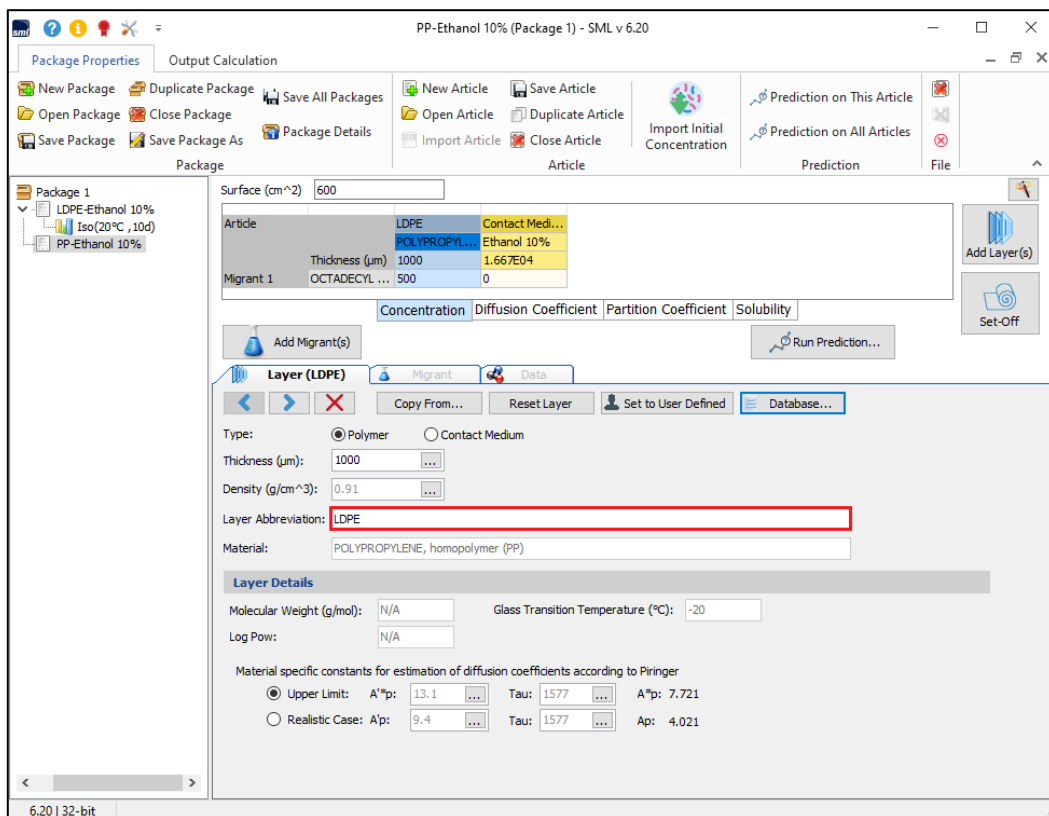 sml PP-Ethanol 10% (Package 1) - SML v 6.20
Package Properties Output Calculation
New Package Duplicate Package Save All Packages New Article Save Article Import Initial Concentration Prediction on This Article
Open Package Close Package Package Details Open Article Duplicate Article Prediction on All Articles
Save Package Save Package As Import Article Close Article
Package Article Prediction File
Package 1
LDPE-Ethanol 10%
Iso(20°C ,10d)
PP-Ethanol 10%
Surface (cm^2) 600
Article LDPE Contact Medi...
POLYPROPYL... Ethanol 10%
Thickness (µm) 1000 1.667E04
Migrant 1 OCTADECYL ... 500 0
Add Layer(s)
Set-Off
Concentration Diffusion Coefficient Partition Coefficient Solubility
Add Migrant(s) Run Prediction...
Layer (LDPE) Migrant Data
Copy From... Reset Layer Set to User Defined Database...
Type: Polymer Contact Medium
Thickness (µm): 1000 ...
Density (g/cm^3): 0.91 ...
Layer Abbreviation: LDPE
Material: POLYPROPYLENE, homopolymer (PP)
Layer Details
Molecular Weight (g/mol): N/A Glass Transition Temperature (°C): -20
Log Pow: N/A
Material specific constants for estimation of diffusion coefficients according to Piringer
Upper Limit: A'*p: 13.1 ... Tau: 1577 ... A*p: 7.721
Realistic Case: A'p: 9.4 ... Tau: 1577 ... Ap: 4.021
6.20 | 32-bit